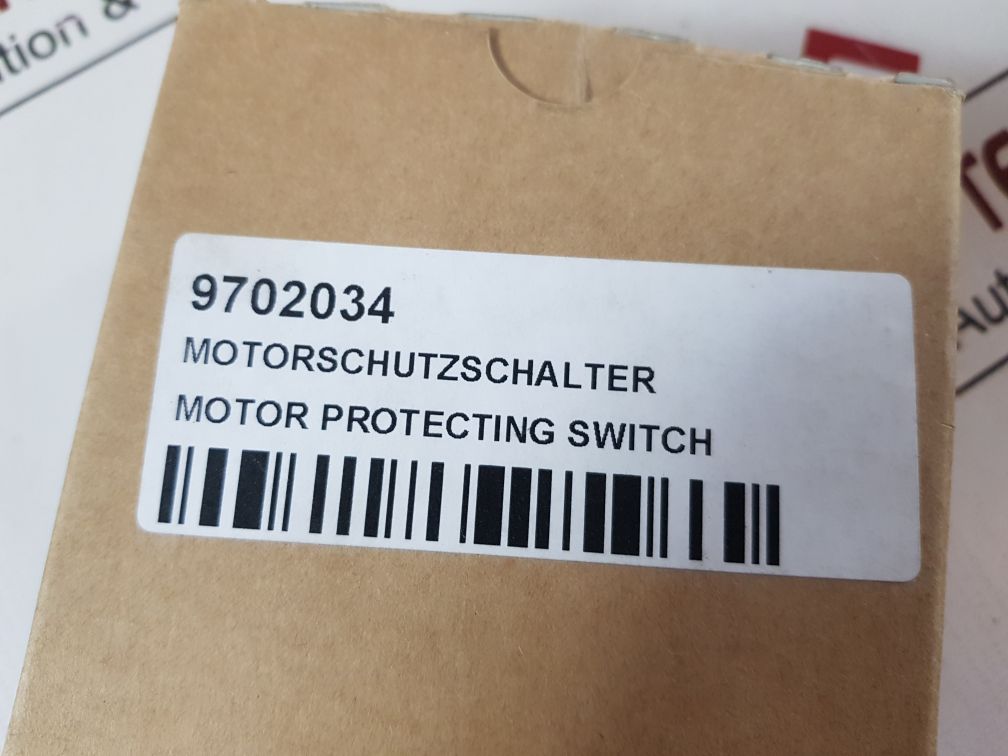 9702034
MOTORSCHUTZSCHALTER
MOTOR PROTECTING SWITCH